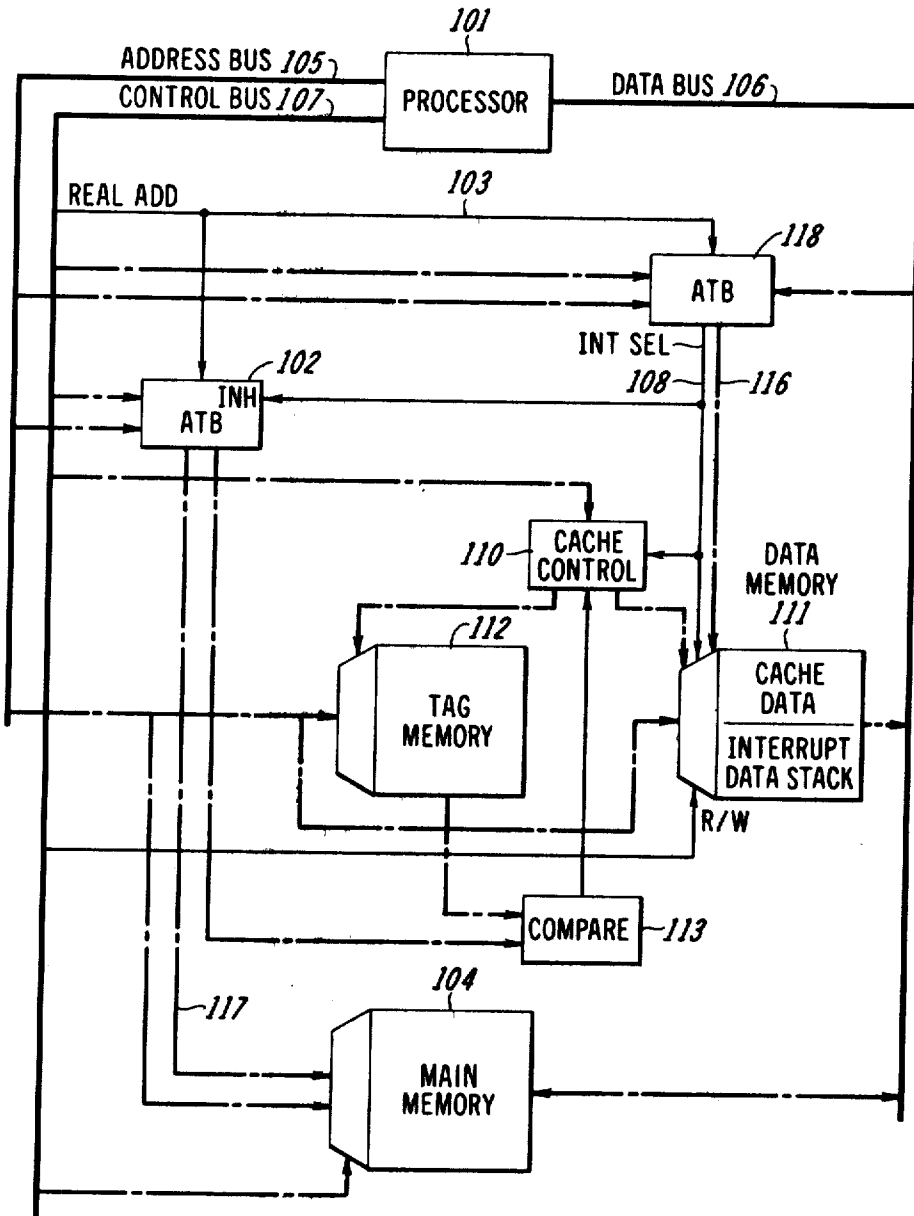 101
ADDRESS BUS 105
CONTROL BUS 107
PROCESSOR
DATA BUS 106
REAL ADD
103
118
ATB
INT SEL
108
116
102
INH
ATB
110
CACHE
CONTROL
DATA
MEMORY
111
112
TAG
MEMORY
CACHE
DATA
INTERRUPT
DATA STACK
R/W
COMPARE
113
104
117
MAIN
MEMORY